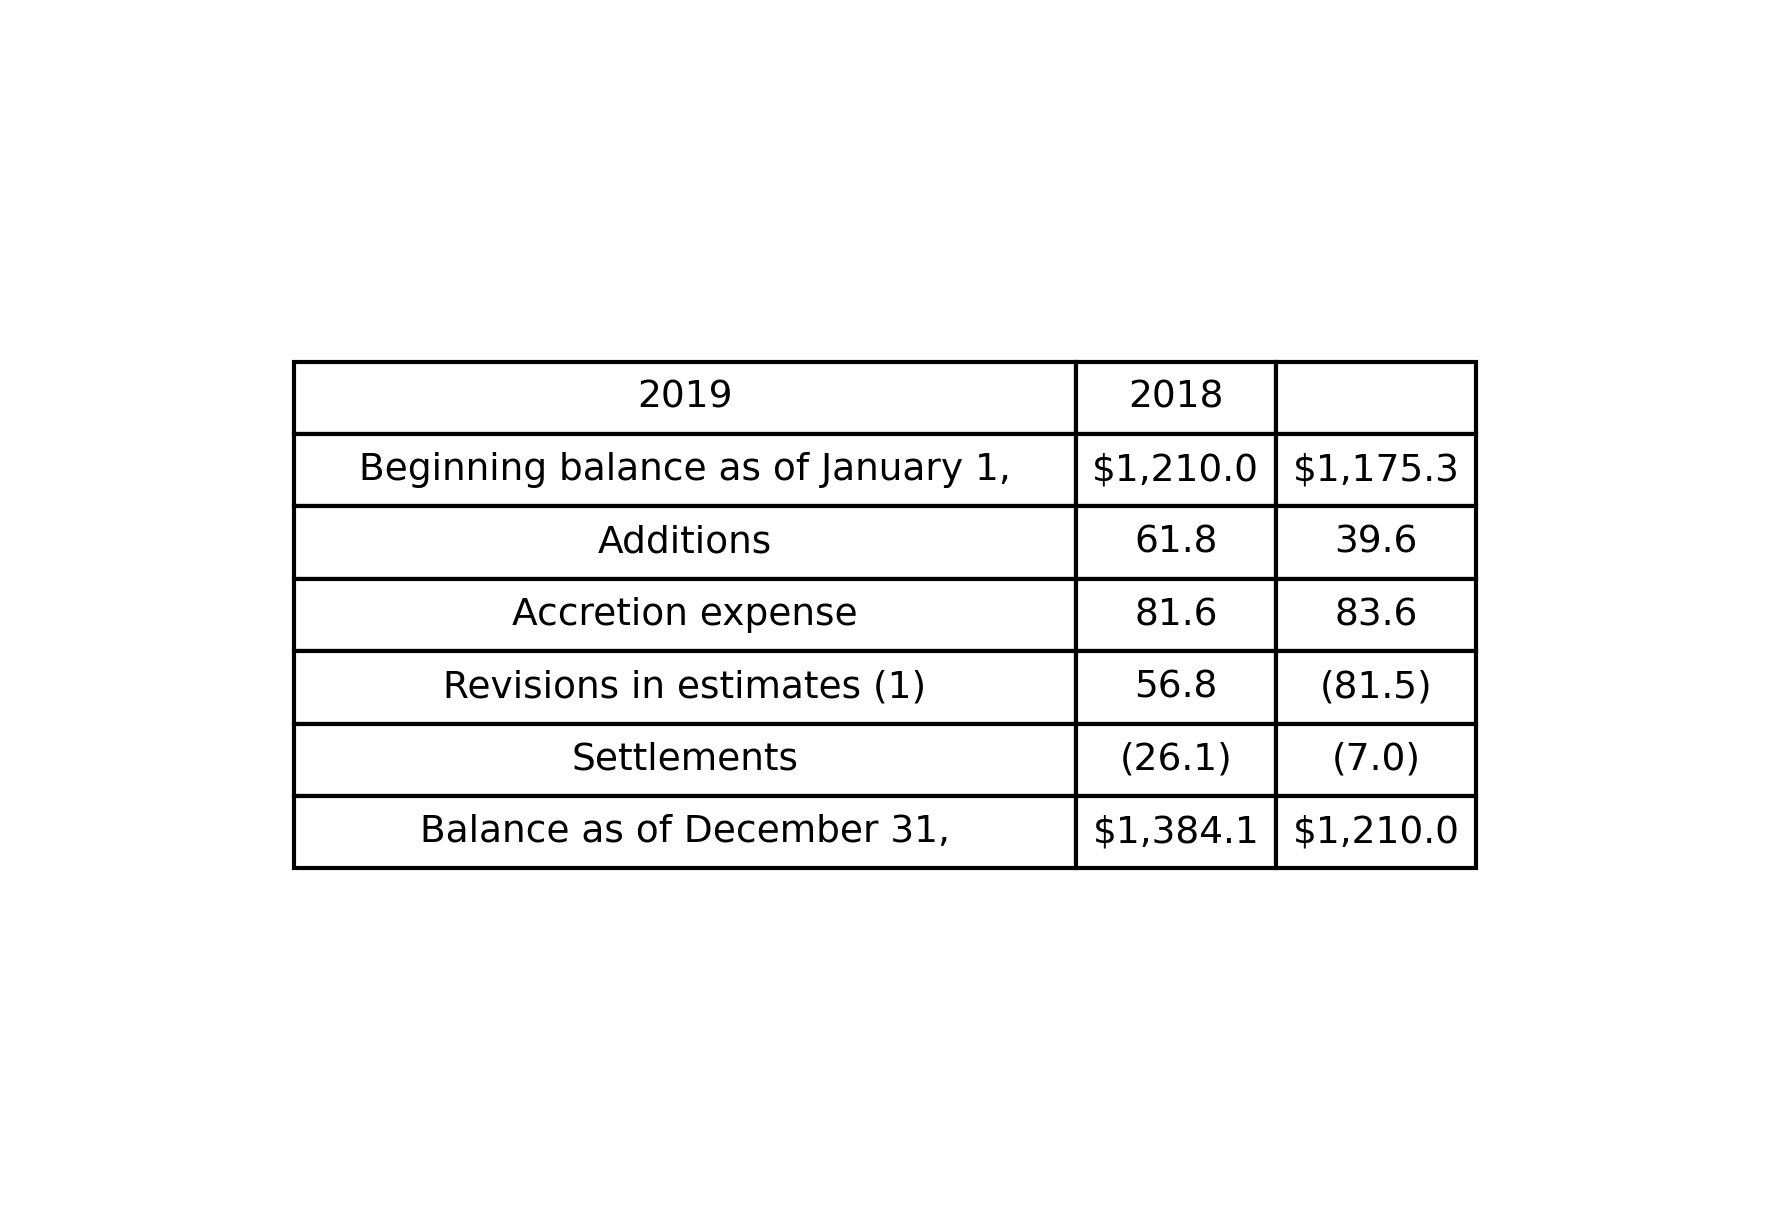 2019 2018
Beginning balance as of January 1, $1,210.0 $1,175.3
Additions 61.8 39.6
Accretion expense 81.6 83.6
Revisions in estimates (1) 56.8 (81.5)
Settlements (26.1) (7.0)
Balance as of December 31, $1,384.1 $1,210.0